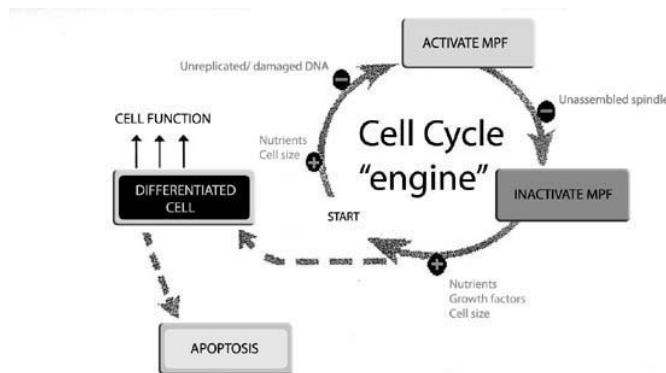 ACTIVATE MPF
Unreplicated/ damaged DNA
Unassembled spindle
CELL FUNCTION
Nutrients
Cell size
Cell Cycle
"engine"
DIFFERENTIATED
CELL
INACTIVATE MPF
START
Nutrients
Growth factors
Cell size
APOPTOSIS